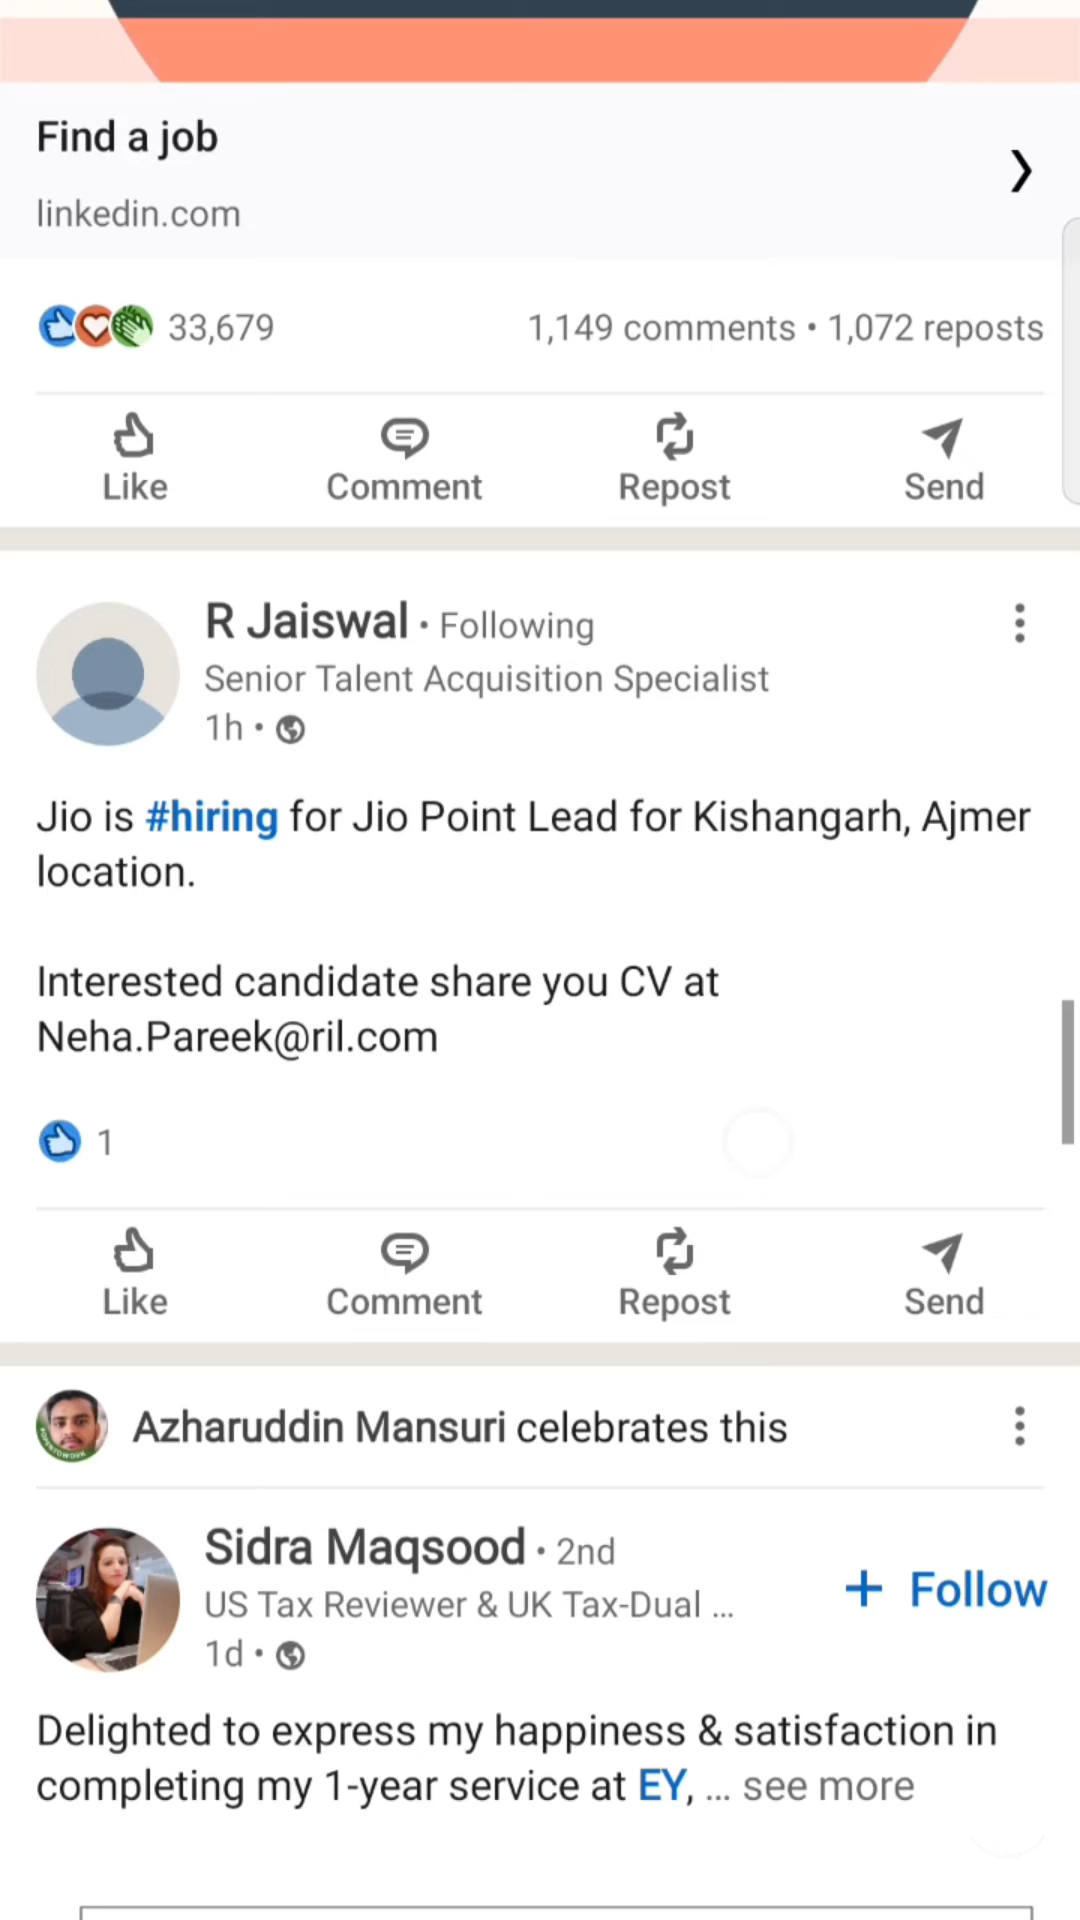 Find a job
linkedin.com
33,679
1,149 comments • 1,072 reposts
Like
Comment
Repost
Send
R Jaiswal • Following
Senior Talent Acquisition Specialist
1h •
Jio is #hiring for Jio Point Lead for Kishangarh, Ajmer
location.
Interested candidate share you CV at
Neha.Pareek@ril.com
1
Like
Comment
Repost
Send
Azharuddin Mansuri celebrates this
Sidra Maqsood • 2nd
US Tax Reviewer & UK Tax-Dual ...
+ Follow
1d •
Delighted to express my happiness & satisfaction in
completing my 1-year service at EY, ... see more